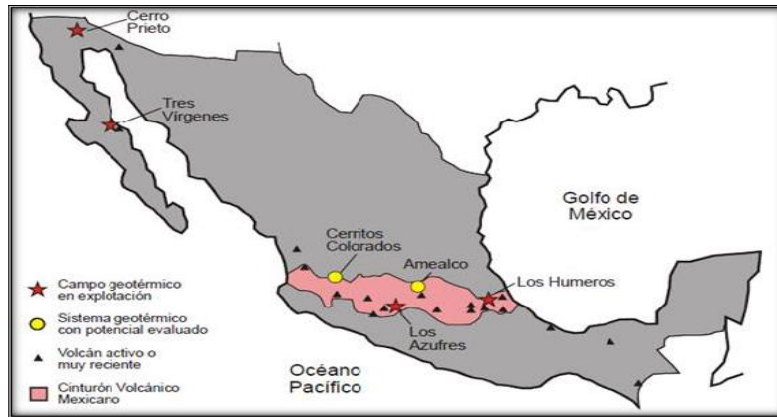 Cerro
Prieto
Tres
Vírgenes
Golfo de
México
Cerritos
Colorados
Amealco
Los Humeros
Los
Azufres
Océano
Pacífico
Campo geotérmico
en explotación
Sistema geotérmico
con potencial evaluado
Volcán activo o
muy reciente
Cinturón Volcánico
Mexicano